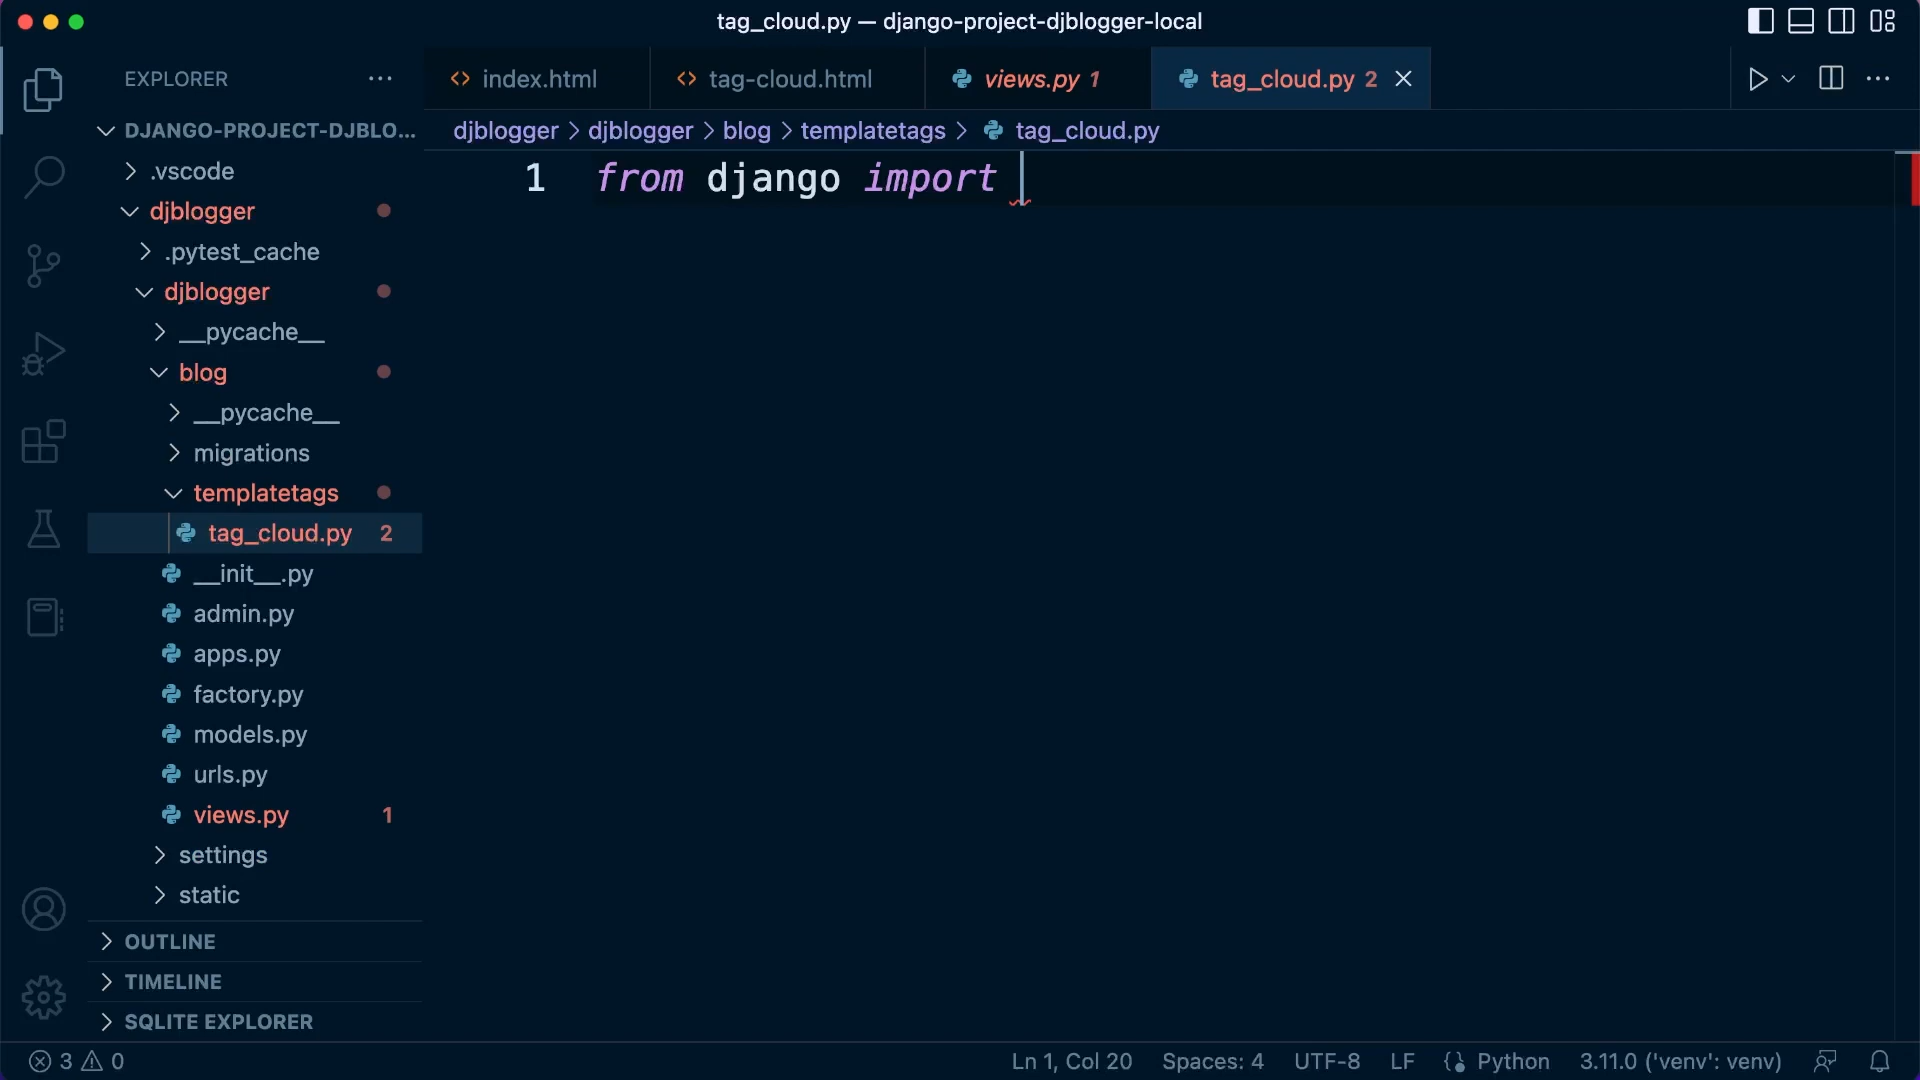 tag_cloud.py — django-project-djblogger-local
EXPLORER
index.html
tag-cloud.html
views.py 1
tag_cloud.py 2
DJANGO-PROJECT-DJBLO...
djblogger > djblogger > blog > templatetags > tag_cloud.py
.vscode
1 from django import
djblogger
.pytest_cache
djblogger
__pycache__
blog
__pycache__
migrations
templatetags
tag_cloud.py 2
__init__.py
admin.py
apps.py
factory.py
models.py
urls.py
views.py 1
settings
static
OUTLINE
TIMELINE
SQLITE EXPLORER
3 0 Ln 1, Col 20 Spaces: 4 UTF-8 LF Python 3.11.0 ('venv': venv)